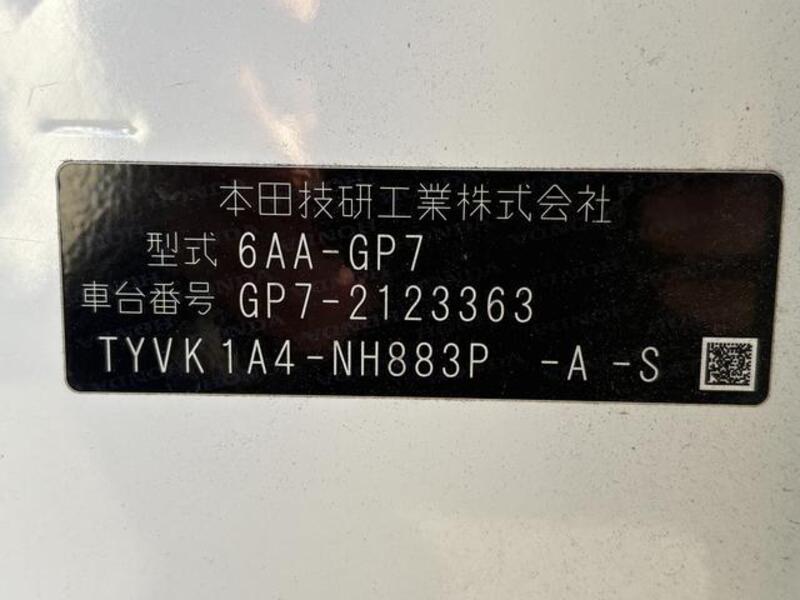 本田技研工業株式会社
型式 6AA-GP7
車台番号 GP7-2123363
TYVK1A4-NH883P -A -S